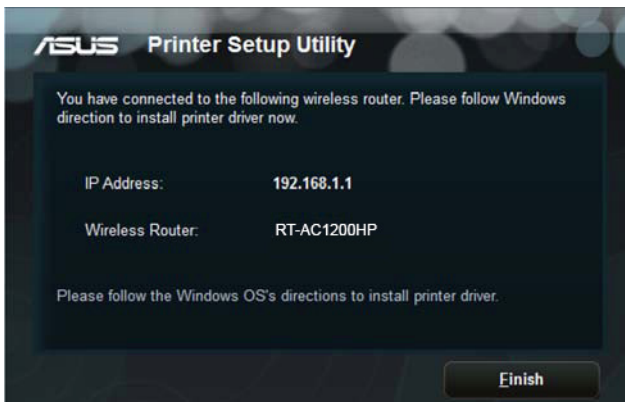 ASUS Printer Setup Utility
You have connected to the following wireless router. Please follow Windows
direction to install printer driver now.
IP Address: 192.168.1.1
Wireless Router: RT-AC1200HP
Please follow the Windows OS's directions to install printer driver.
Finish